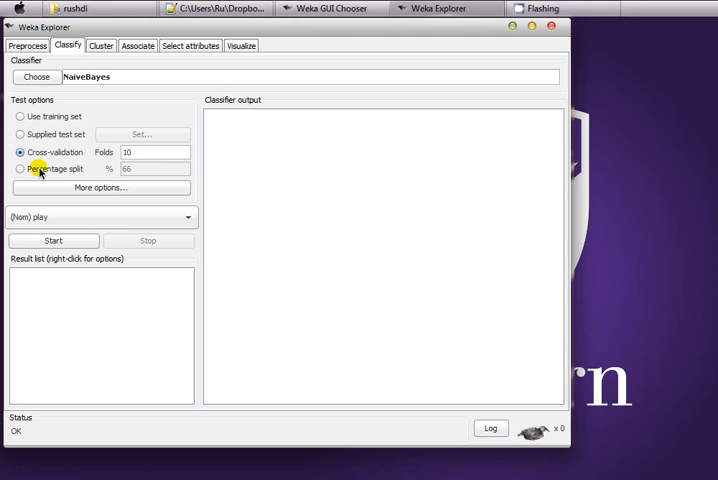 rushdi
C:\Users\Ru\Dropbo...
Weka GUI Chooser
Weka Explorer
Flashing
Weka Explorer
Preprocess
Classify
Cluster
Associate
Select attributes
Visualize
Classifier
Choose
NaiveBayes
Test options
Classifier output
Use training set
Supplied test set
Set...
Cross-validation
Folds
10
Percentage split
%
66
More options...
(Nom) play
Start
Stop
Result list (right-click for options)
Status
OK
Log
x 0
rn